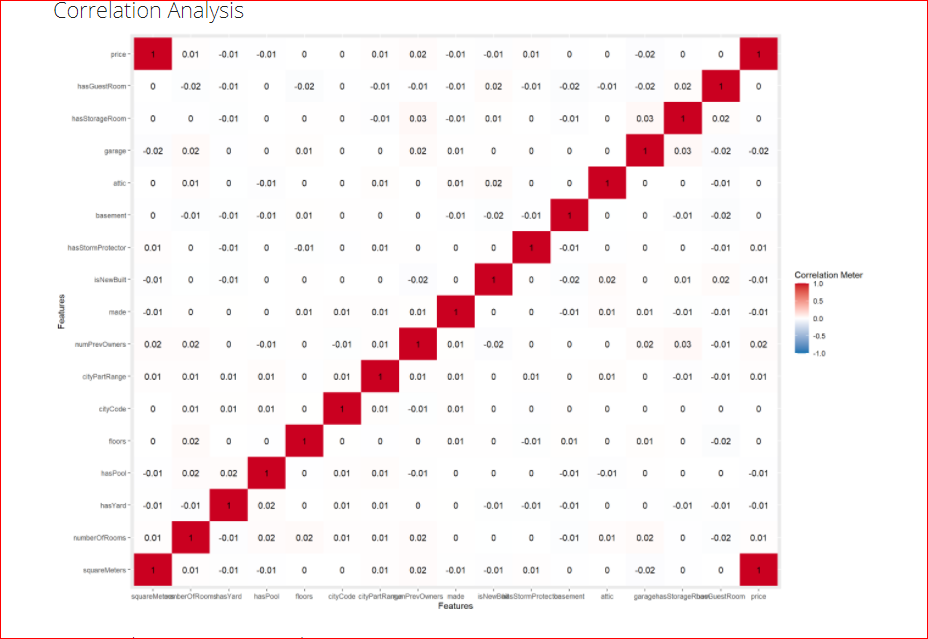 Correlation Analysis
price 1 0.01 -0.01 -0.01 0 0 0.01 0.02 -0.01 -0.01 0.01 0 0 -0.02 0 0 1
hasGuestRoom 0 -0.02 -0.01 0 -0.02 0 -0.01 -0.01 -0.01 0.02 -0.01 -0.02 -0.01 -0.02 0.02 1 0
hasStorageRoom 0 0 -0.01 0 0 0 -0.01 0.03 -0.01 0.01 0 -0.01 0 0.03 1 0.02 0
garage -0.02 0.02 0 0 0.01 0 0 0.02 0.01 0 0 0 0 1 0.03 -0.02 -0.02
attic 0 0.01 0 -0.01 0 0 0.01 0 0.01 0.02 0 0 1 0 0 -0.01 0
basement 0 -0.01 -0.01 -0.01 0.01 0 0 0 -0.01 -0.02 -0.01 1 0 0 -0.01 -0.02 0
hasStormProtector 0.01 0 -0.01 0 -0.01 0 0.01 0 0 0 1 -0.01 0 0 0 -0.01 0.01
isNewBuilt -0.01 0 -0.01 0 0 0 0 -0.02 0 1 0 -0.02 0.02 0 0.01 0.02 -0.01
made -0.01 0 0 0 0.01 0.01 0.01 0.01 1 0 0 -0.01 0.01 0.01 -0.01 -0.01 -0.01
numPrevOwners 0.02 0.02 0 -0.01 0 -0.01 0.01 1 0.01 -0.02 0 0 0 0.02 0.03 -0.01 0.02
cityPartRange 0.01 0.01 0.01 0.01 0 0.01 1 0.01 0.01 0 0.01 0 0.01 0 -0.01 -0.01 0.01
cityCode 0 0.01 0.01 0.01 0 1 0.01 -0.01 0.01 0 0 0 0 0 0 0 0
floors 0 0.02 0 0 1 0 0 0 0.01 0 -0.01 0.01 0 0.01 0 -0.02 0
hasPool -0.01 0.02 0.02 1 0 0.01 0.01 -0.01 0 0 0 -0.01 -0.01 0 0 0 -0.01
hasYard -0.01 -0.01 1 0.02 0 0.01 0.01 0 0 -0.01 -0.01 -0.01 0 0 -0.01 -0.01 -0.01
numberOfRooms 0.01 1 -0.01 0.02 0.02 0.01 0.01 0.02 0 0 0 -0.01 0.01 0.02 0 -0.02 0.01
squareMeters 1 0.01 -0.01 -0.01 0 0 0.01 0.02 -0.01 -0.01 0.01 0 0 -0.02 0 0 1
hasYard hasPool floors cityCode made attic garage price
Features
Features
Correlation Meter
1.0
0.5
0.0
-0.5
-1.0